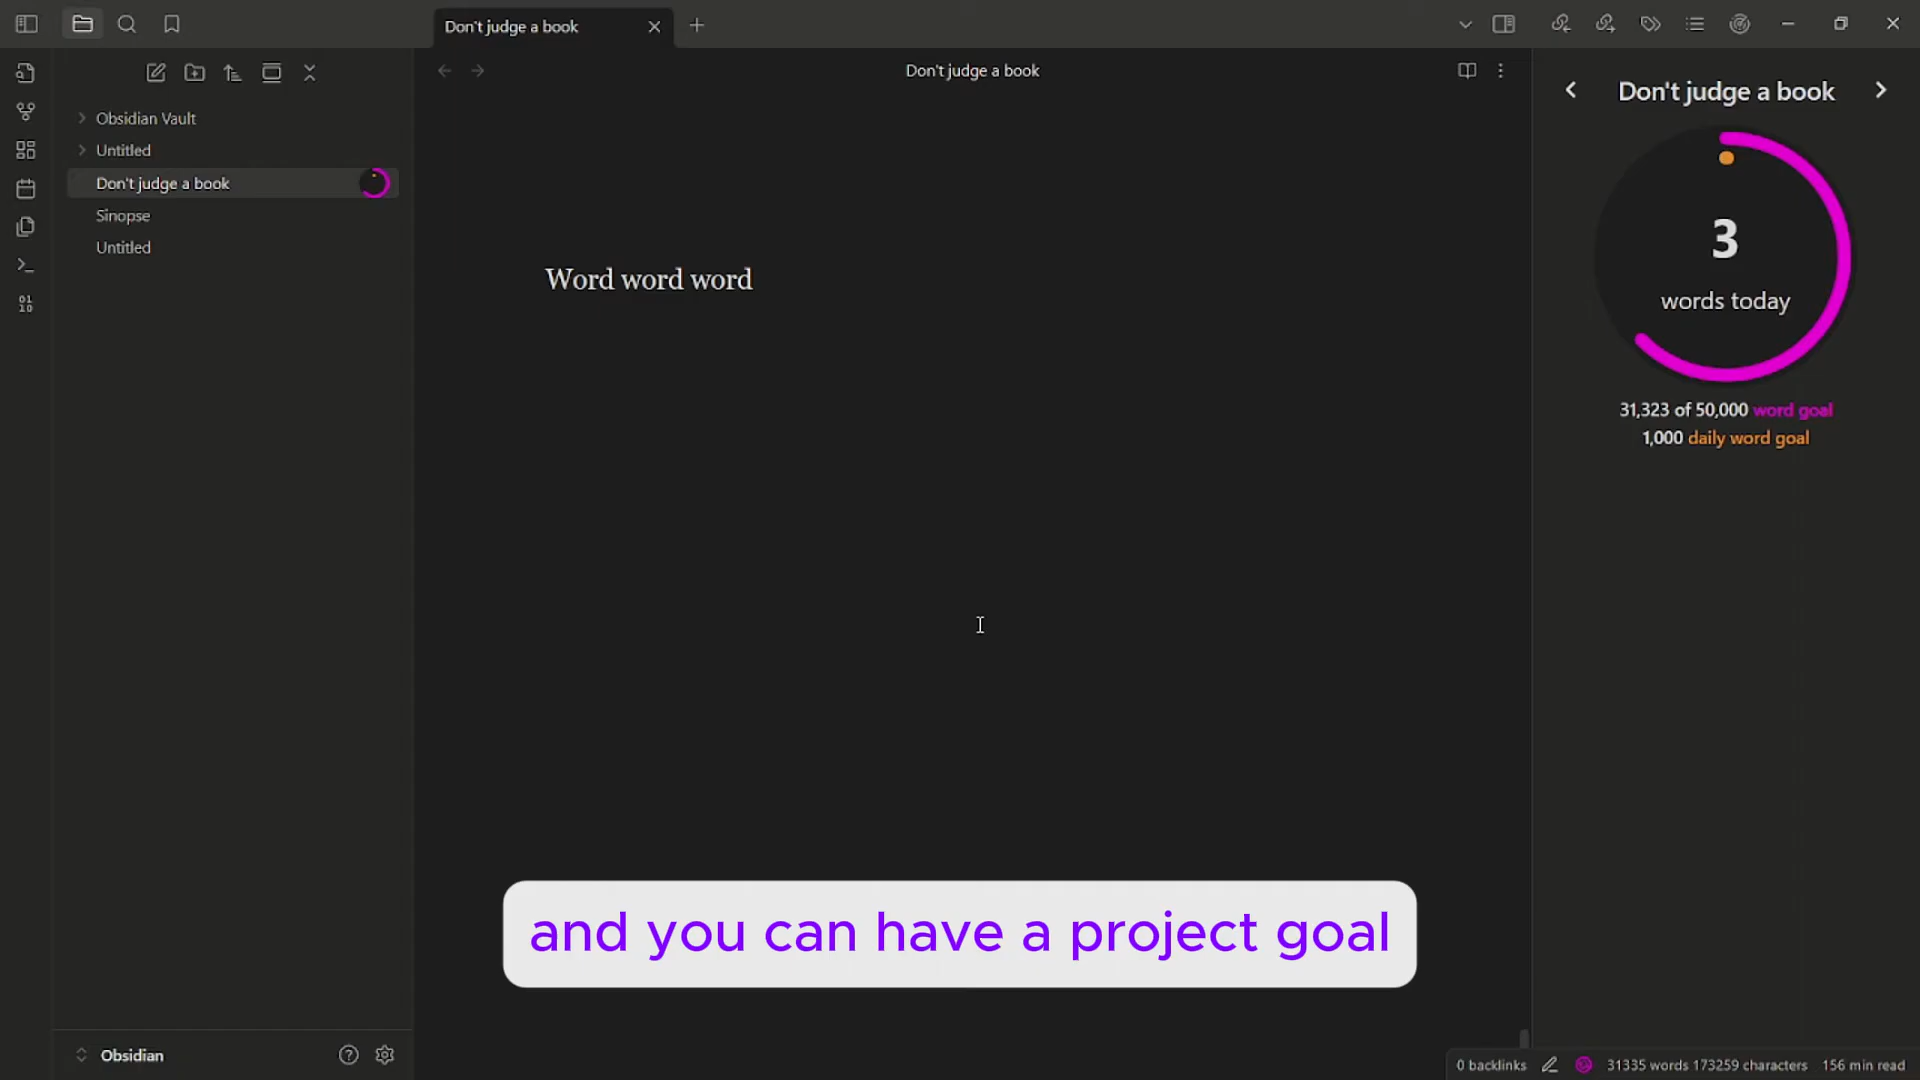 Don't judge a book
Don't judge a book
Obsidian Vault
Untitled
Don't judge a book
Sinopse
Untitled
Word word word
Don't judge a book
3
words today
31,323 of 50,000 word goal
1,000 daily word goal
and you can have a project goal
Obsidian
0 backlinks
31335 words 173259 characters
156 min read